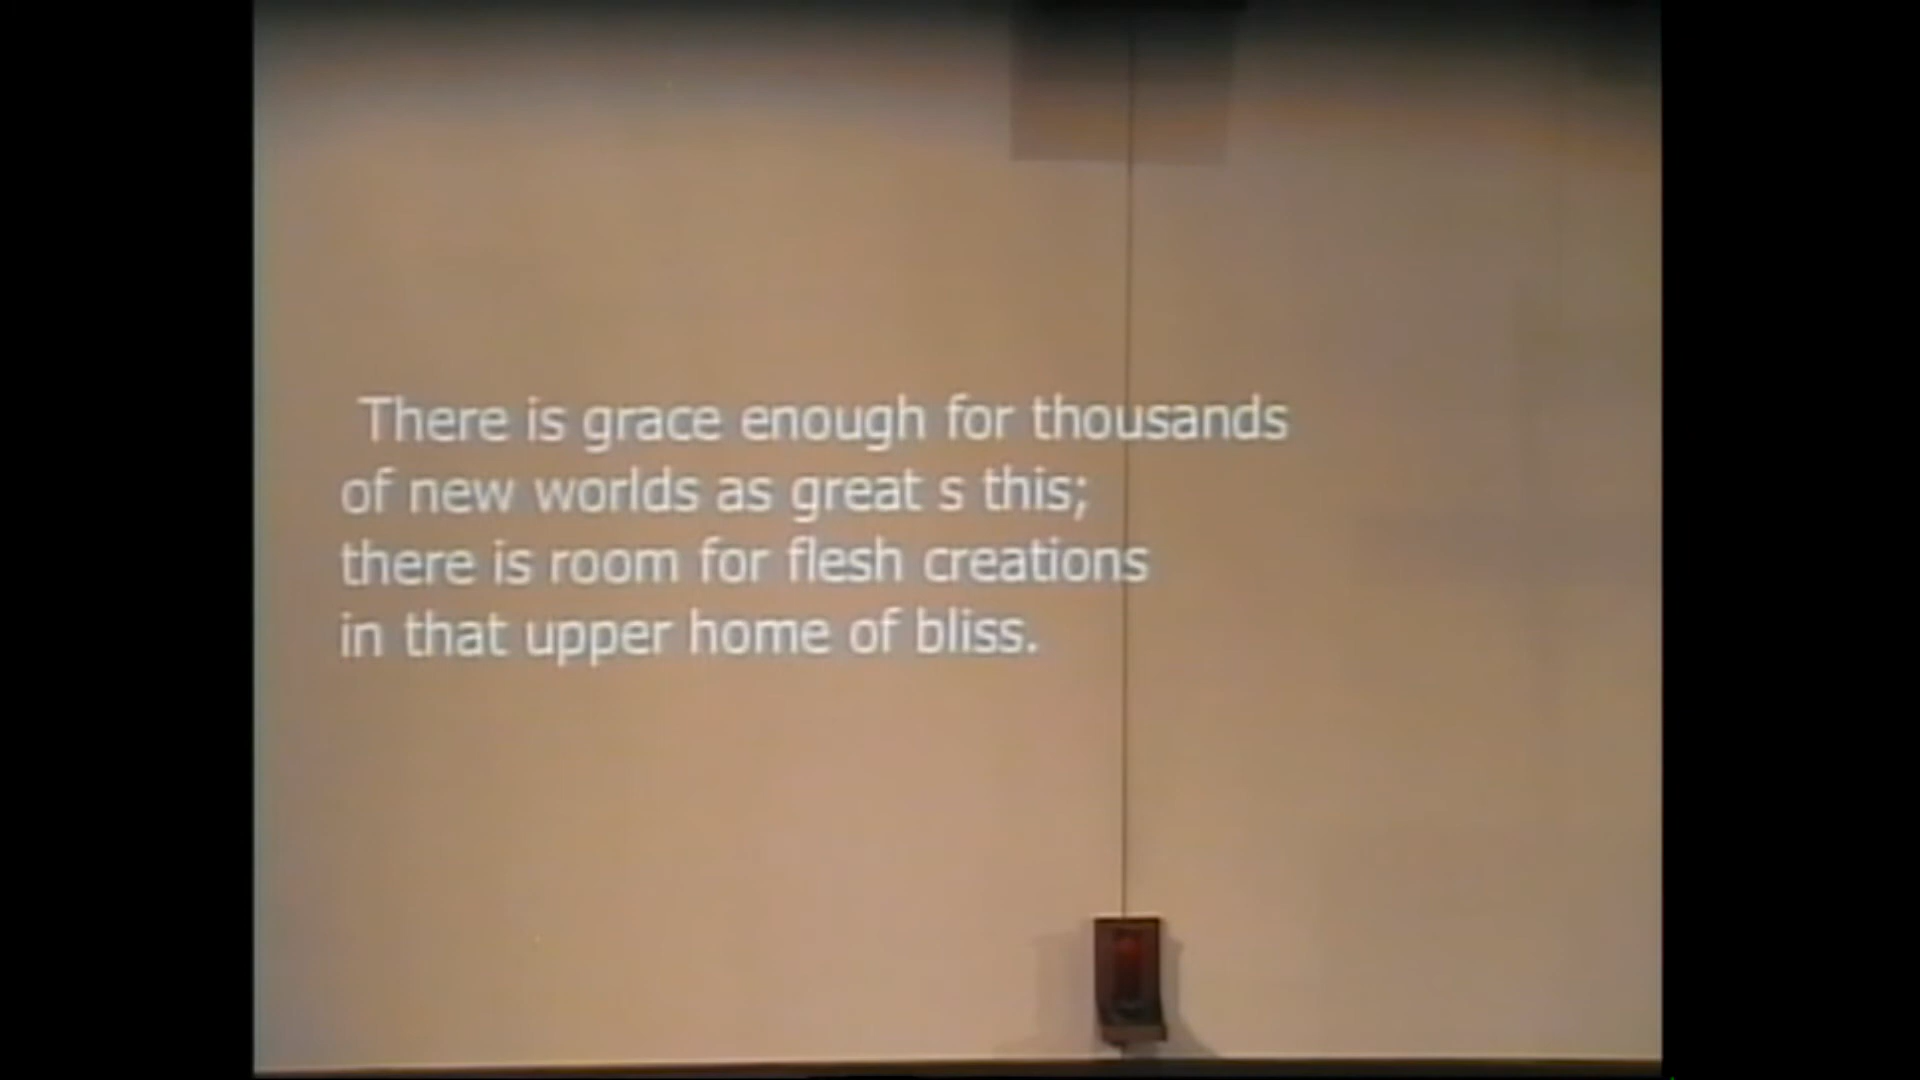 There is grace enough for thousands
of new worlds as great s this;
there is room for flesh creations
in that upper home of bliss.